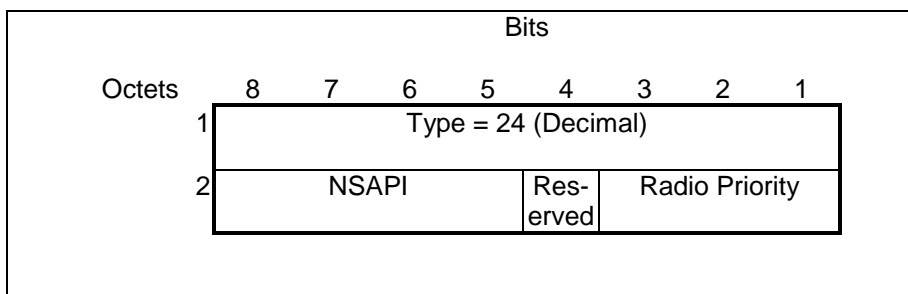 Bits
Octets 8 7 6 5 4 3 2 1
1 Type = 24 (Decimal)
2 NSAPI Res- Radio Priority
erved